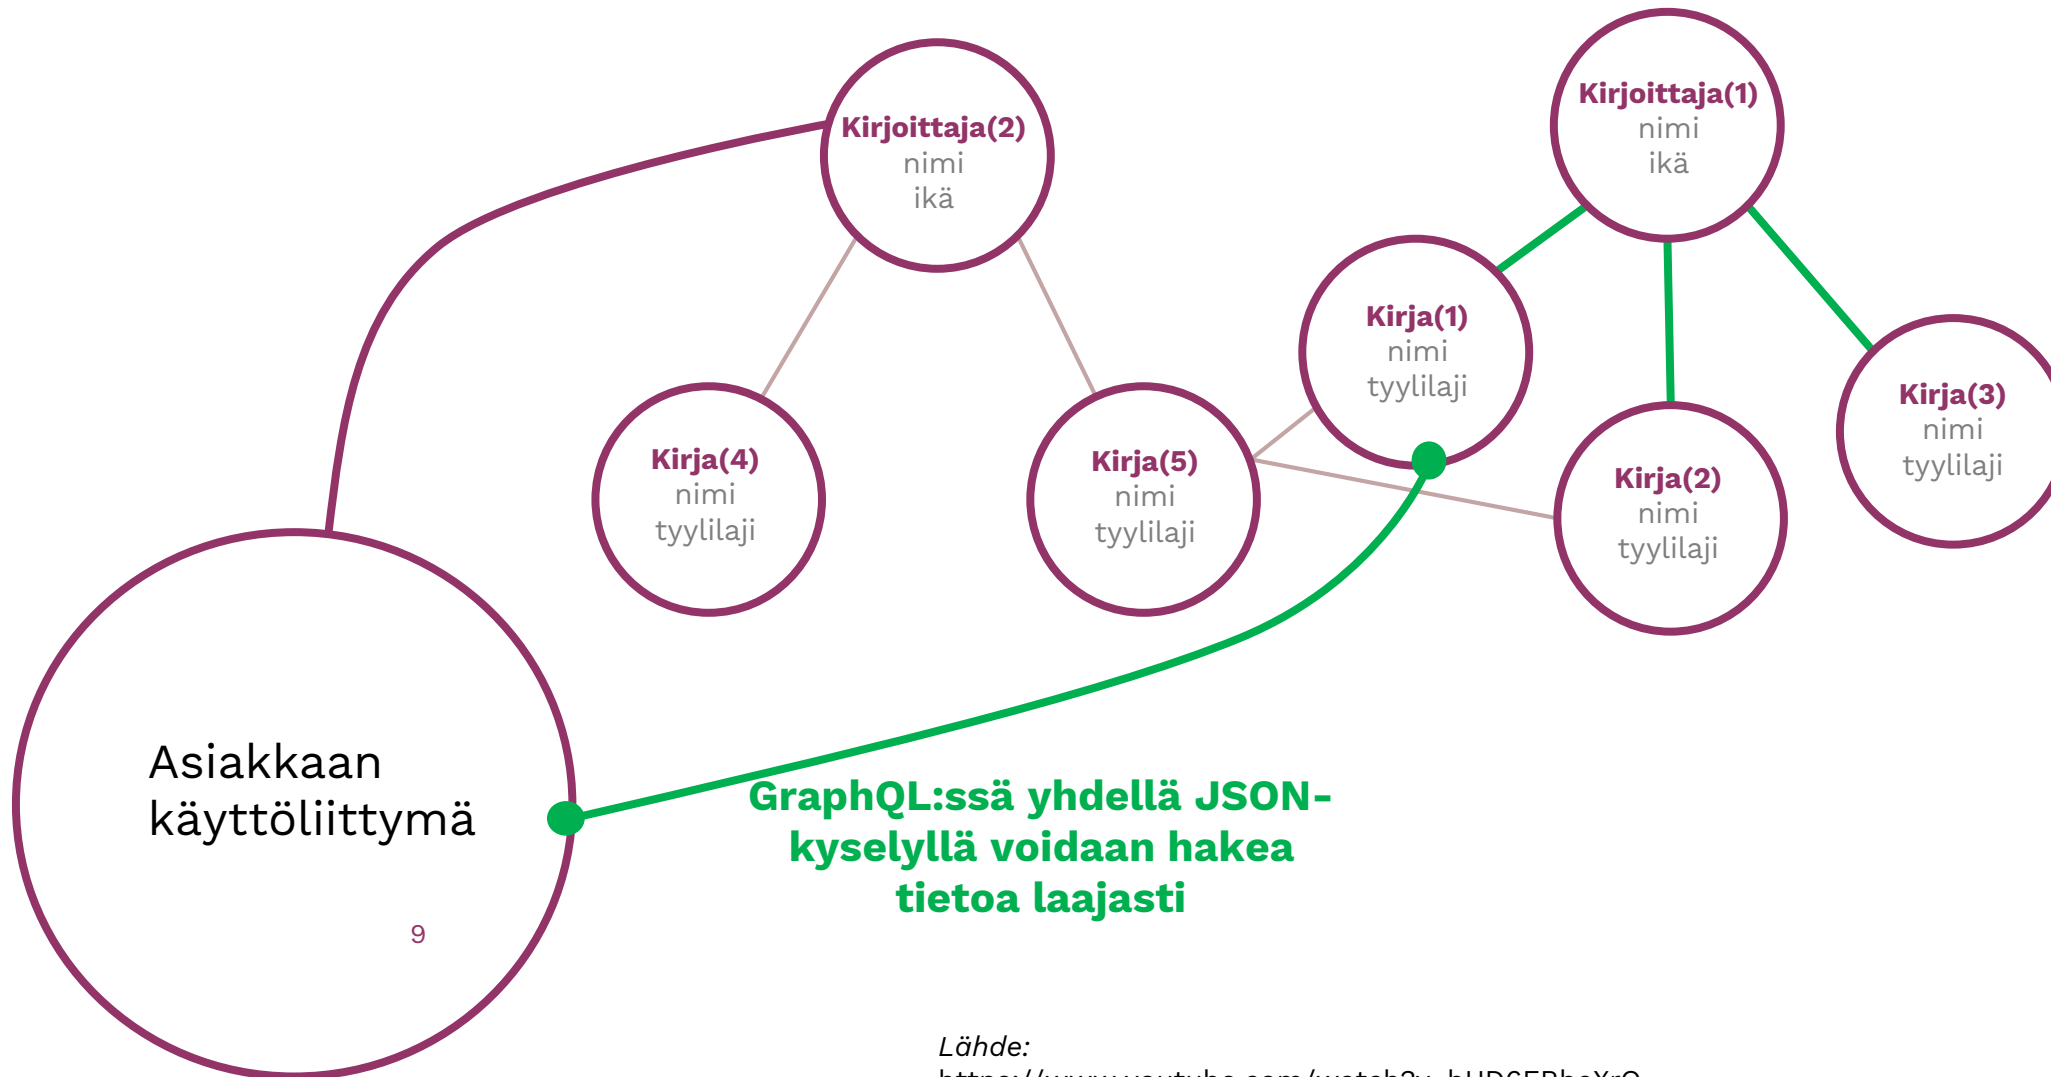 Kirjoittaja(2)
nimi
ikä
Kirjoittaja(1)
nimi
ikä
Kirja(1)
nimi
tyylilaji
Kirja(3)
nimi
tyylilaji
Kirja(4)
nimi
tyylilaji
Kirja(5)
nimi
tyylilaji
Kirja(2)
nimi
tyylilaji
Asiakkaan
käyttöliittymä
GraphQL:ssä yhdellä JSON-
kyselyllä voidaan hakea
tietoa laajasti
9
Lähde: